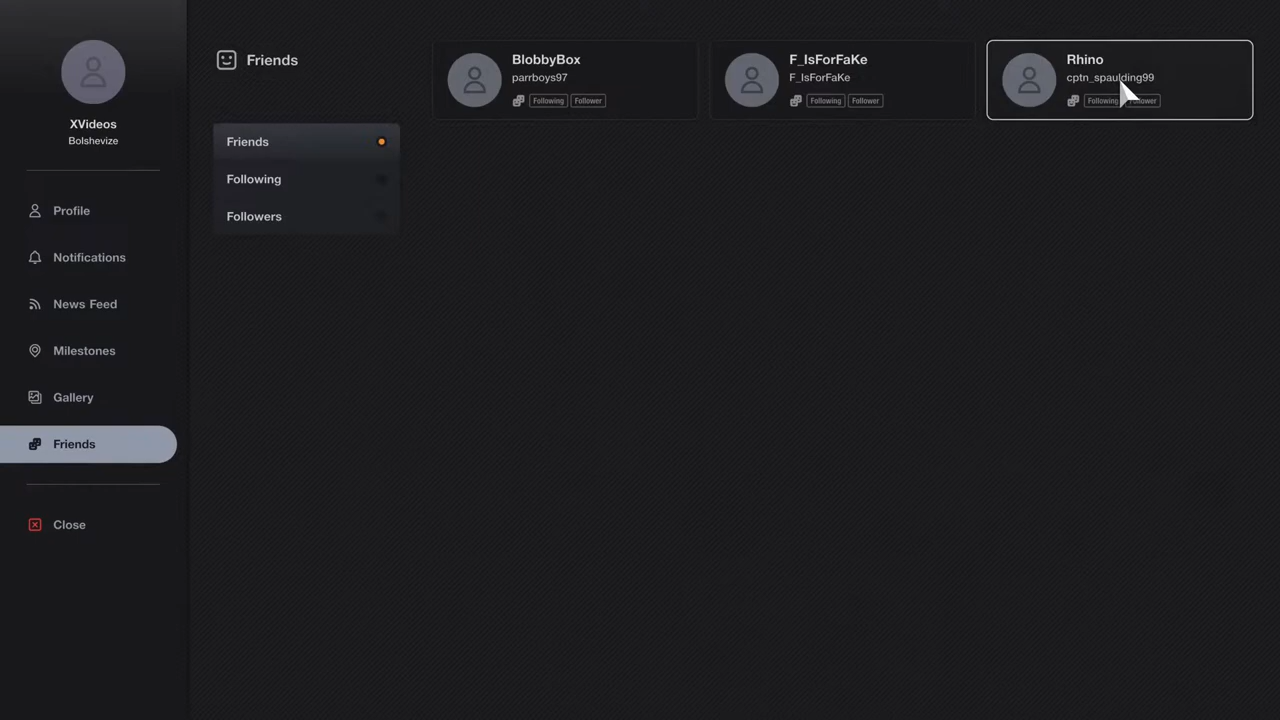 XVideos
Bolshevize
Profile
Notifications
News Feed
Milestones
Gallery
Friends
Close
Friends
Friends
Following
Followers
BlobbyBox
parrboys97
Following Follower
F_IsForFaKe
F_IsForFaKe
Following Follower
Rhino
cptn_spaulding99
Following Follower